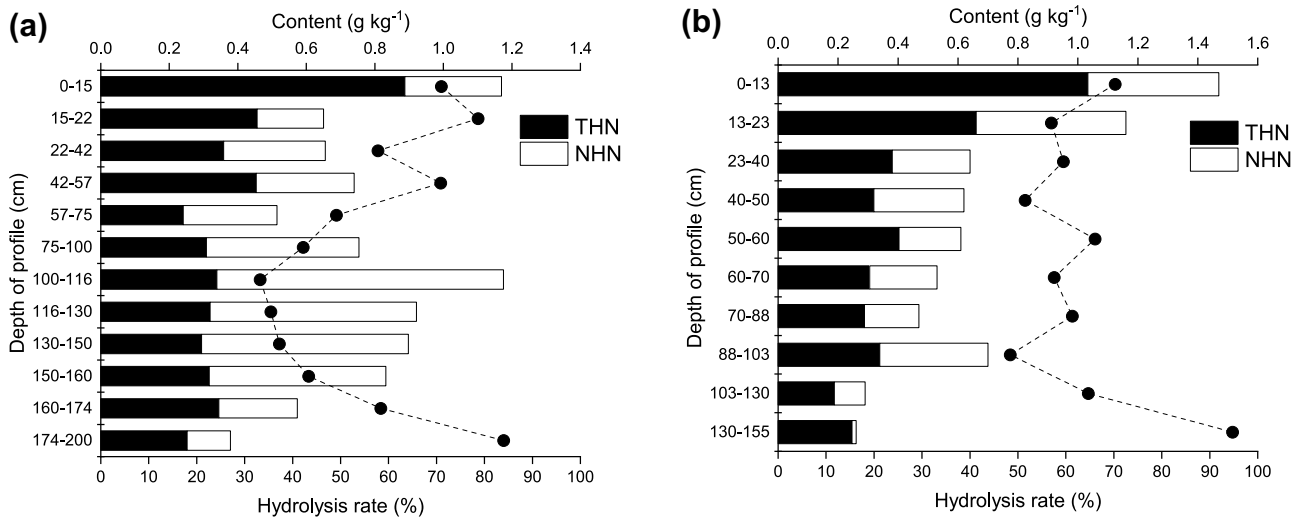 (a)
Content (g kg⁻¹)
0.0 0.2 0.4 0.6 0.8 1.0 1.2 1.4
Depth of profile (cm)
0-15
15-22
22-42
42-57
57-75
75-100
100-116
116-130
130-150
150-160
160-174
174-200
THN
NHN
0 10 20 30 40 50 60 70 80 90 100
Hydrolysis rate (%)
(b)
Content (g kg⁻¹)
0.0 0.2 0.4 0.6 0.8 1.0 1.2 1.4 1.6
Depth of profile (cm)
0-13
13-23
23-40
40-50
50-60
60-70
70-88
88-103
103-130
130-155
THN
NHN
0 10 20 30 40 50 60 70 80 90 100
Hydrolysis rate (%)